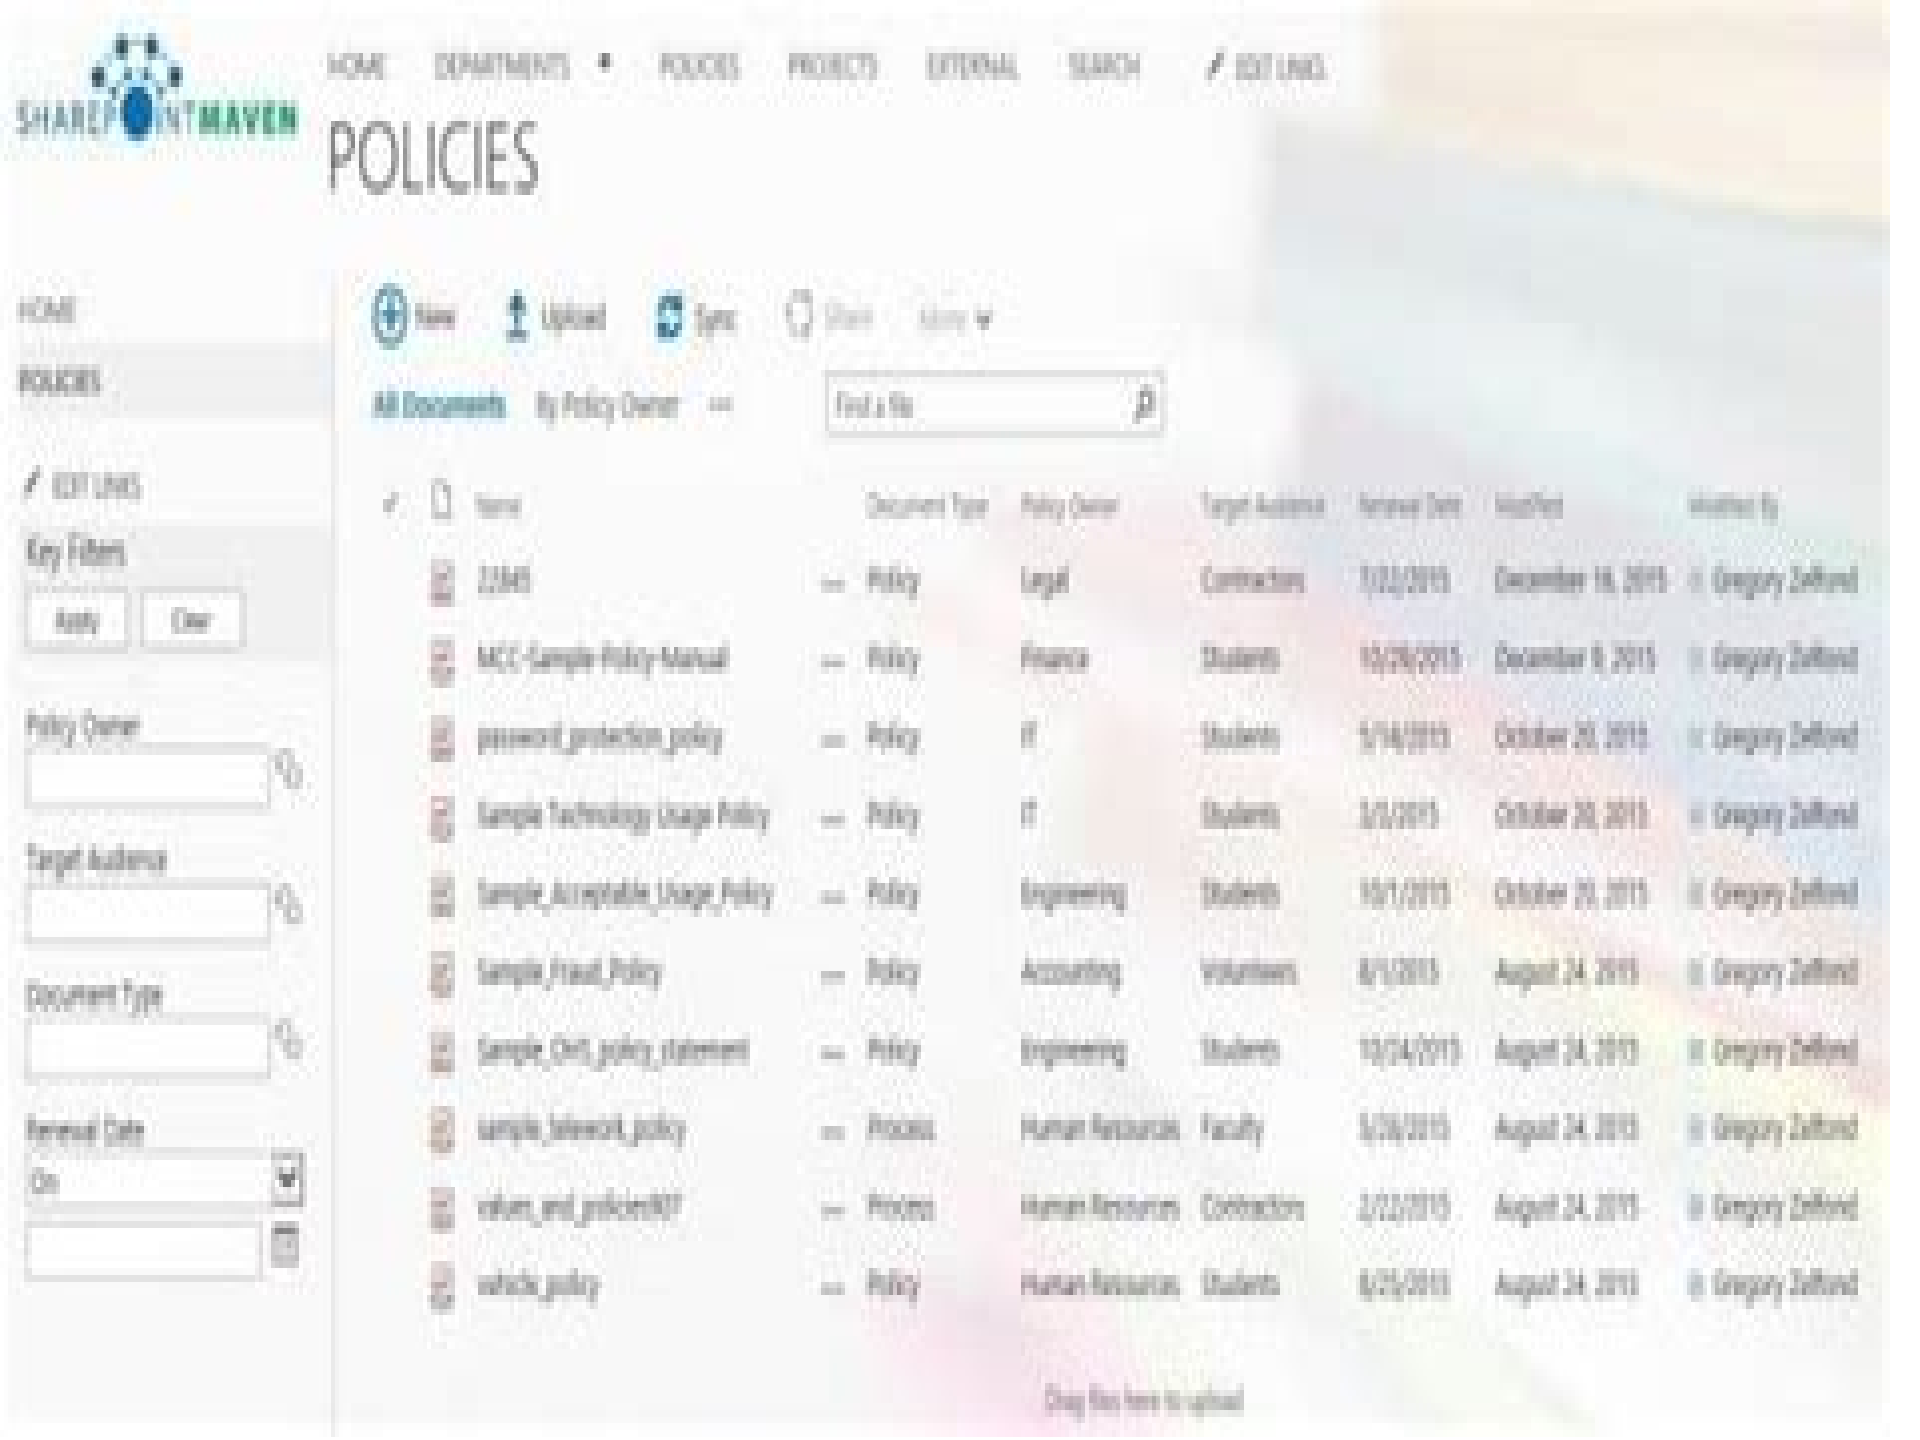 SHAREPOINTMAVEN
HOME DEPARTMENTS POLICIES PROJECTS EXTERNAL SEARCH EDIT LINKS
POLICIES
HOME
POLICIES
EDIT LINKS
Key Filters
Apply Clear
Policy Owner
Target Audience
Document Type
Renewal Date
On
New Upload Sync Share More
All Documents By Policy Owner
Find a file
Name Document Type Policy Owner Target Audience Renewal Date Modified Modified By
22845 Policy Legal Contractors 7/22/2015 December 16, 2015 Gregory Zelfond
MCC-Sample-Policy-Manual Policy Finance Students December 9, 2015 Gregory Zelfond
password_protection_policy Policy IT Students October 20, 2015 Gregory Zelfond
Sample Technology Usage Policy Policy IT Students October 20, 2015 Gregory Zelfond
Sample_Acceptable_Usage_Policy Policy Engineering Students 10/1/2015 October 20, 2015 Gregory Zelfond
Sample_Fraud_Policy Policy Accounting Volunteers August 24, 2015 Gregory Zelfond
Sample_OHS_policy_statement Policy Engineering Students 10/24/2015 August 24, 2015 Gregory Zelfond
sample_telework_policy Process Human Resources Faculty August 24, 2015 Gregory Zelfond
Process Human Resources Contractors 2/22/2015 August 24, 2015 Gregory Zelfond
vehicle_policy Policy Human Resources Students August 24, 2015 Gregory Zelfond
Drag files here to upload